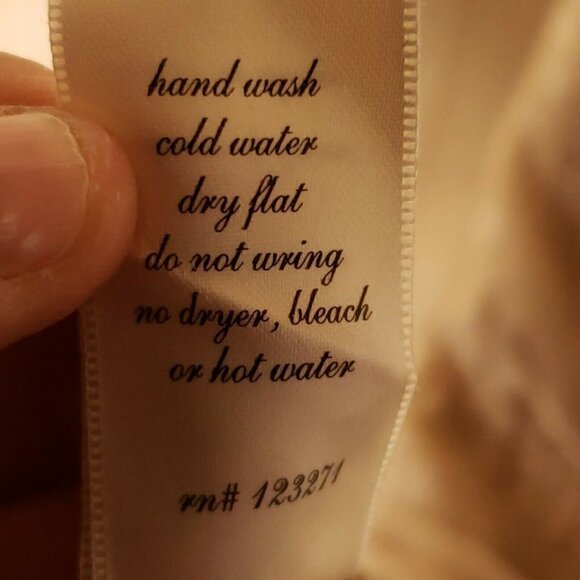 hand wash
cold water
dry flat
do not wring
no dryer, bleach
or hot water
rn# 123271